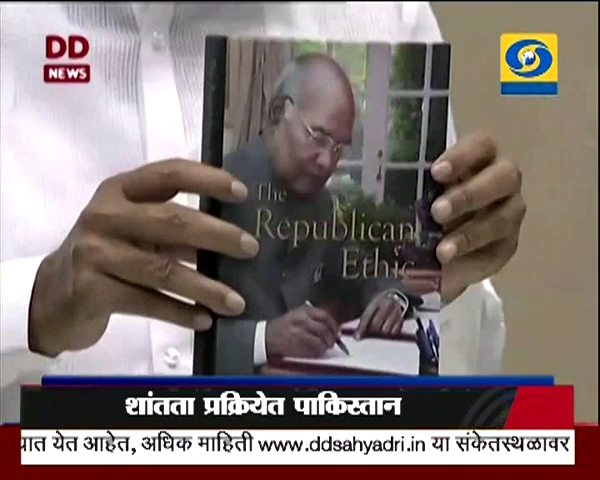 DD
NEWS
The
Republican
Ethic
शांतता प्रक्रियेत पाकिस्तान
यात येत आहेत, अधिक माहिती www.ddsahyadri.in या संकेतस्थळावर